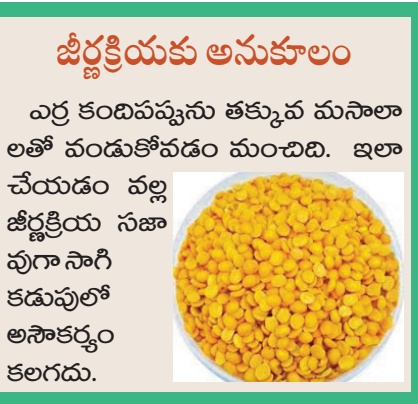 జీర్ణక్రియకు అనుకూలం
ఎర్ర కందిపప్పును తక్కువ మసాలా
లతో వండుకోవడం మంచిది. ఇలా
చేయడం వల్ల
జీర్ణక్రియ సజా
వుగా సాగి
కడుపులో
అసౌకర్యం
కలగదు.